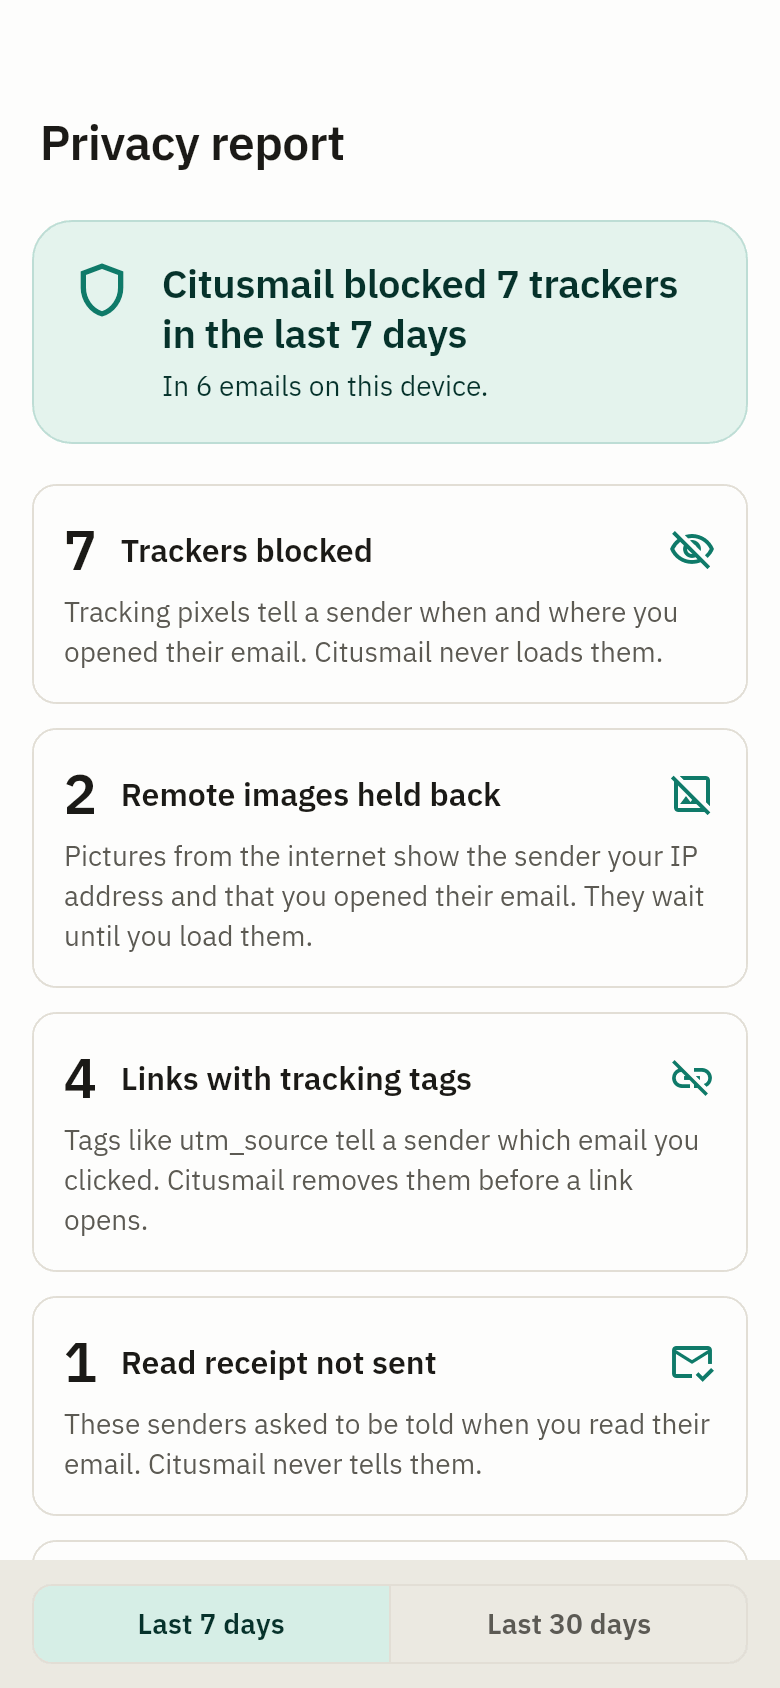 Privacy report
Citusmail blocked 7 trackers
in the last 7 days
In 6 emails on this device.
7 Trackers blocked
Tracking pixels tell a sender when and where you
opened their email. Citusmail never loads them.
2 Remote images held back
Pictures from the internet show the sender your IP
address and that you opened their email. They wait
until you load them.
4 Links with tracking tags
Tags like utm_source tell a sender which email you
clicked. Citusmail removes them before a link
opens.
1 Read receipt not sent
These senders asked to be told when you read their
email. Citusmail never tells them.
Last 7 days
Last 30 days